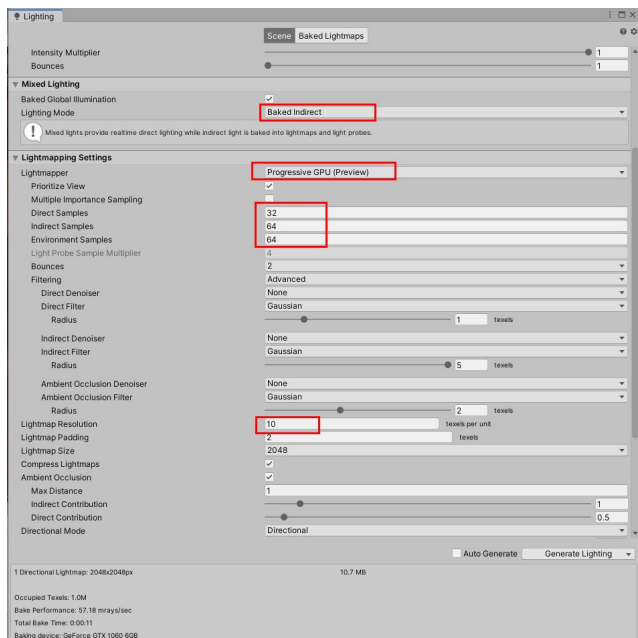 Lighting
Scene Baked Lightmaps
Intensity Multiplier 1
Bounces 1
Mixed Lighting
Baked Global Illumination
Lighting Mode Baked Indirect
Mixed lights provide realtime direct lighting while indirect light is baked into lightmaps and light probes.
Lightmapping Settings
Lightmapper Progressive GPU (Preview)
Prioritize View
Multiple Importance Sampling
Direct Samples 32
Indirect Samples 64
Environment Samples 64
Light Probe Sample Multiplier 4
Bounces 2
Filtering Advanced
Direct Denoiser None
Direct Filter Gaussian
Radius 1 texels
Indirect Denoiser None
Indirect Filter Gaussian
Radius 5 texels
Ambient Occlusion Denoiser None
Ambient Occlusion Filter Gaussian
Radius 2 texels
Lightmap Resolution 10 texels per unit
Lightmap Padding 2 texels
Lightmap Size 2048
Compress Lightmaps
Ambient Occlusion
Max Distance 1
Indirect Contribution 1
Direct Contribution 0.5
Directional Mode Directional
Auto Generate Generate Lighting
1 Directional Lightmap: 2048x2048px 10.7 MB
Occupied Texels: 1.0M
Bake Performance: 57.18 mrays/sec
Total Bake Time: 0:00:11
Baking device: GeForce GTX 1060 6GB